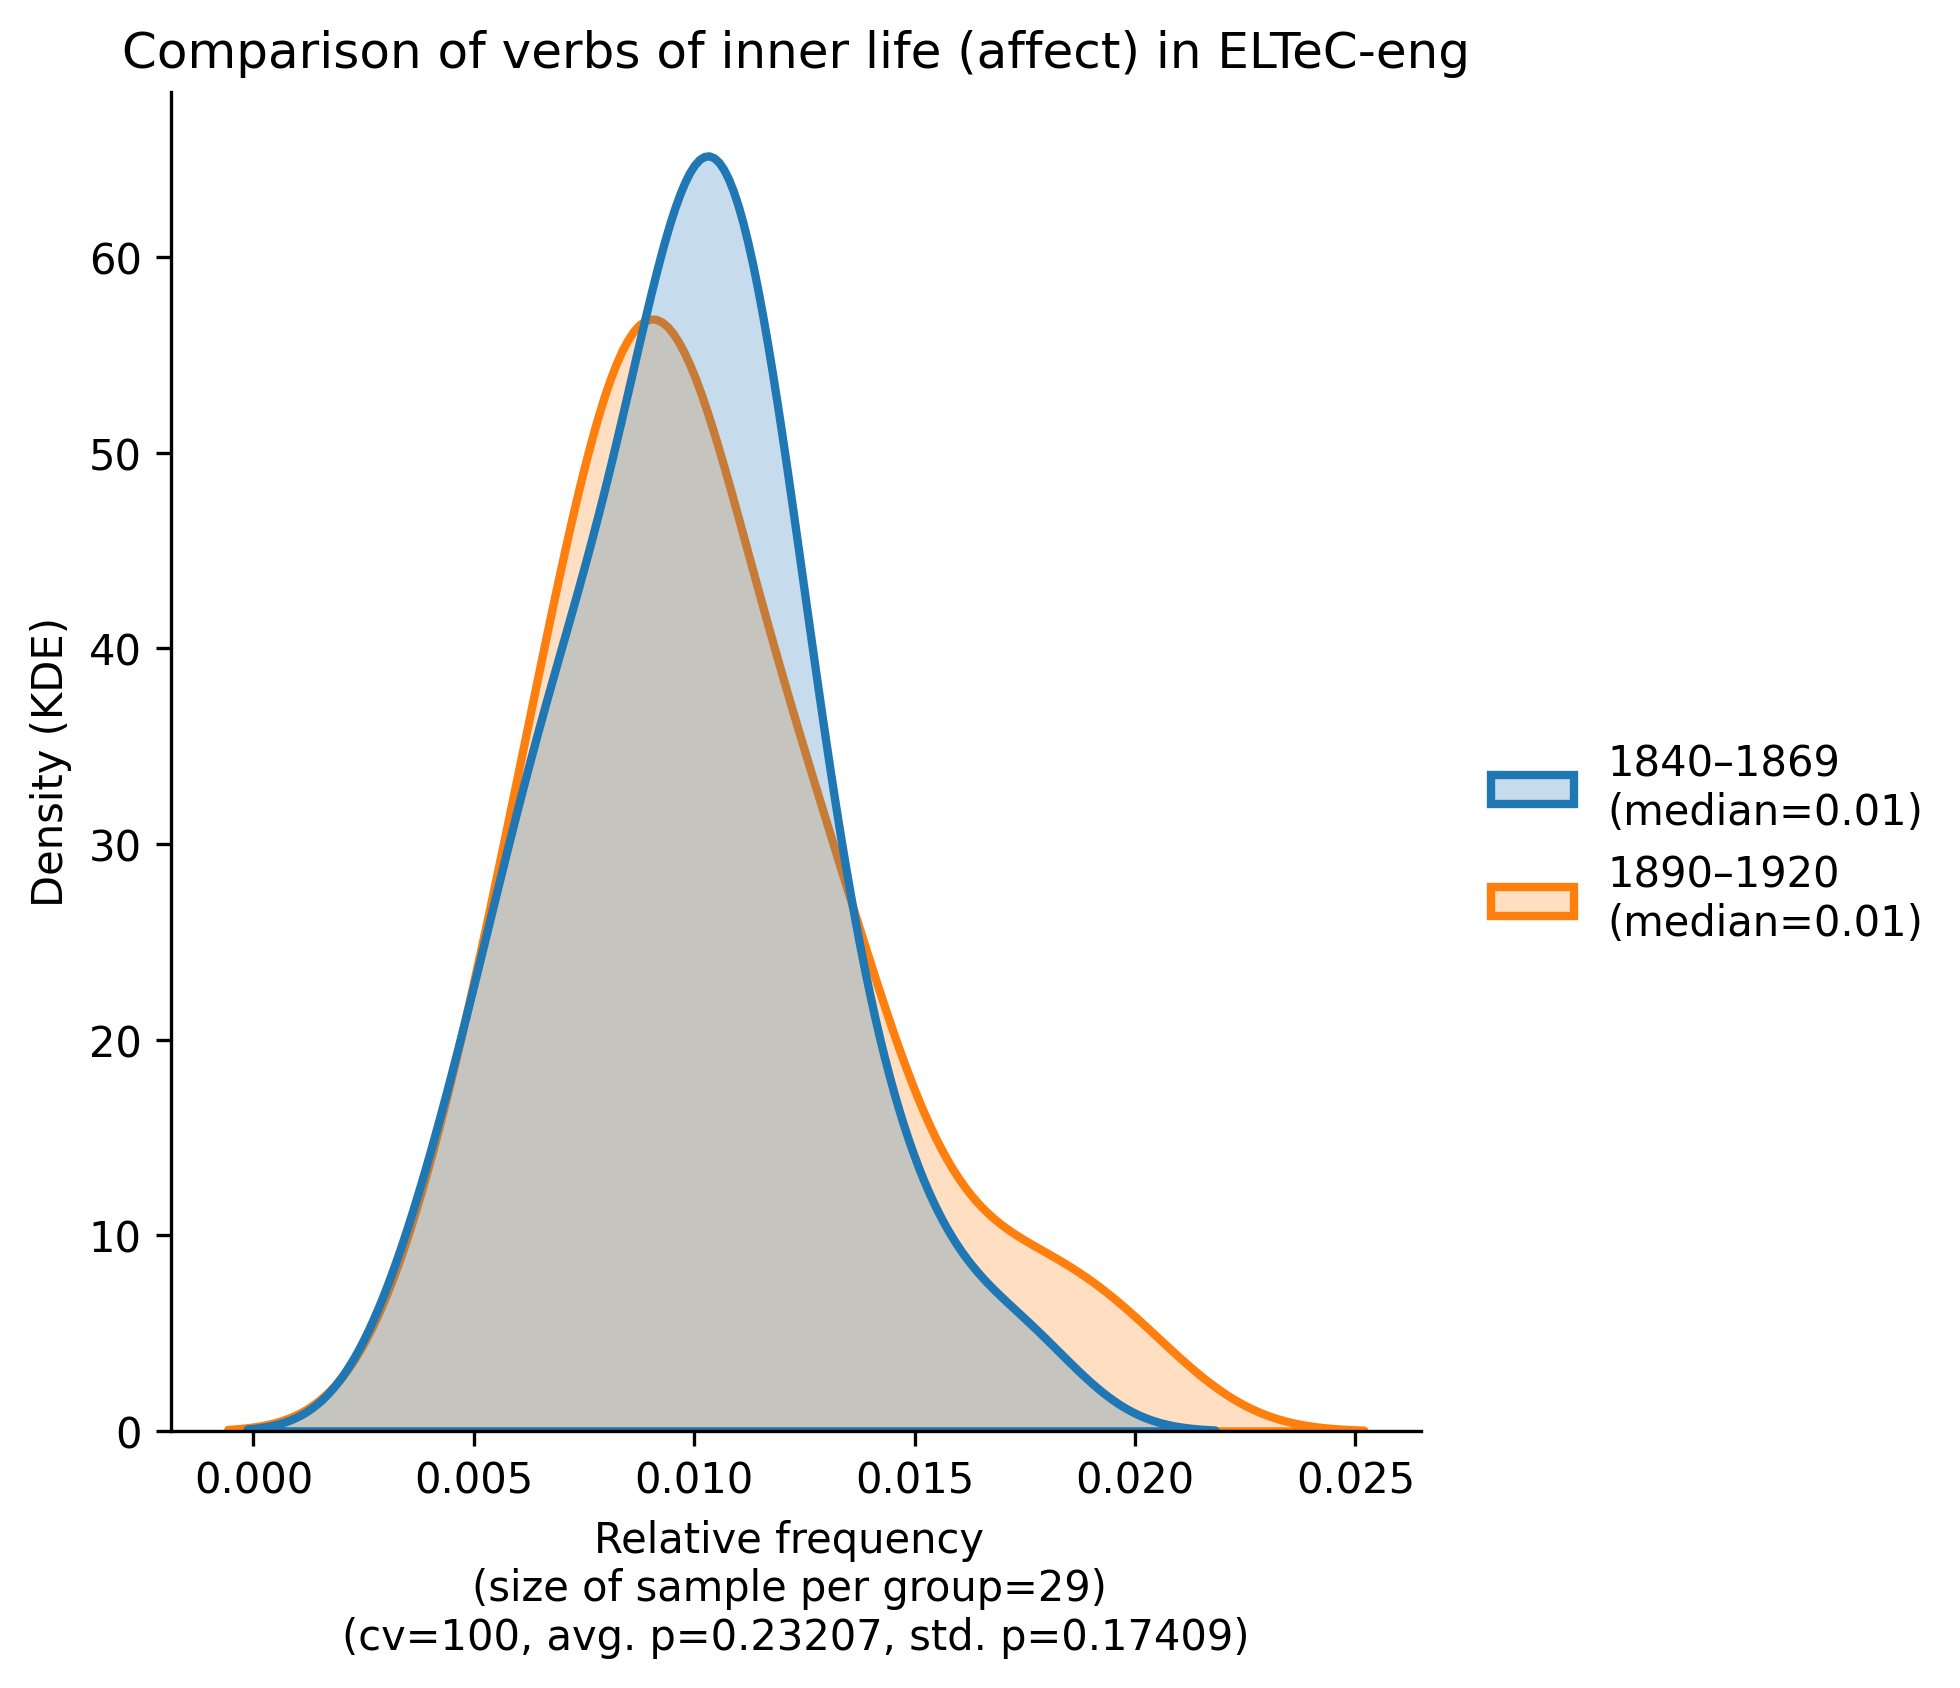 Comparison of verbs of inner life (affect) in ELTeC-eng
Density (KDE)
60
50
40
30
20
10
0
0.000 0.005 0.010 0.015 0.020 0.025
Relative frequency
(size of sample per group=29)
(cv=100, avg. p=0.23207, std. p=0.17409)
1840–1869
(median=0.01)
1890–1920
(median=0.01)